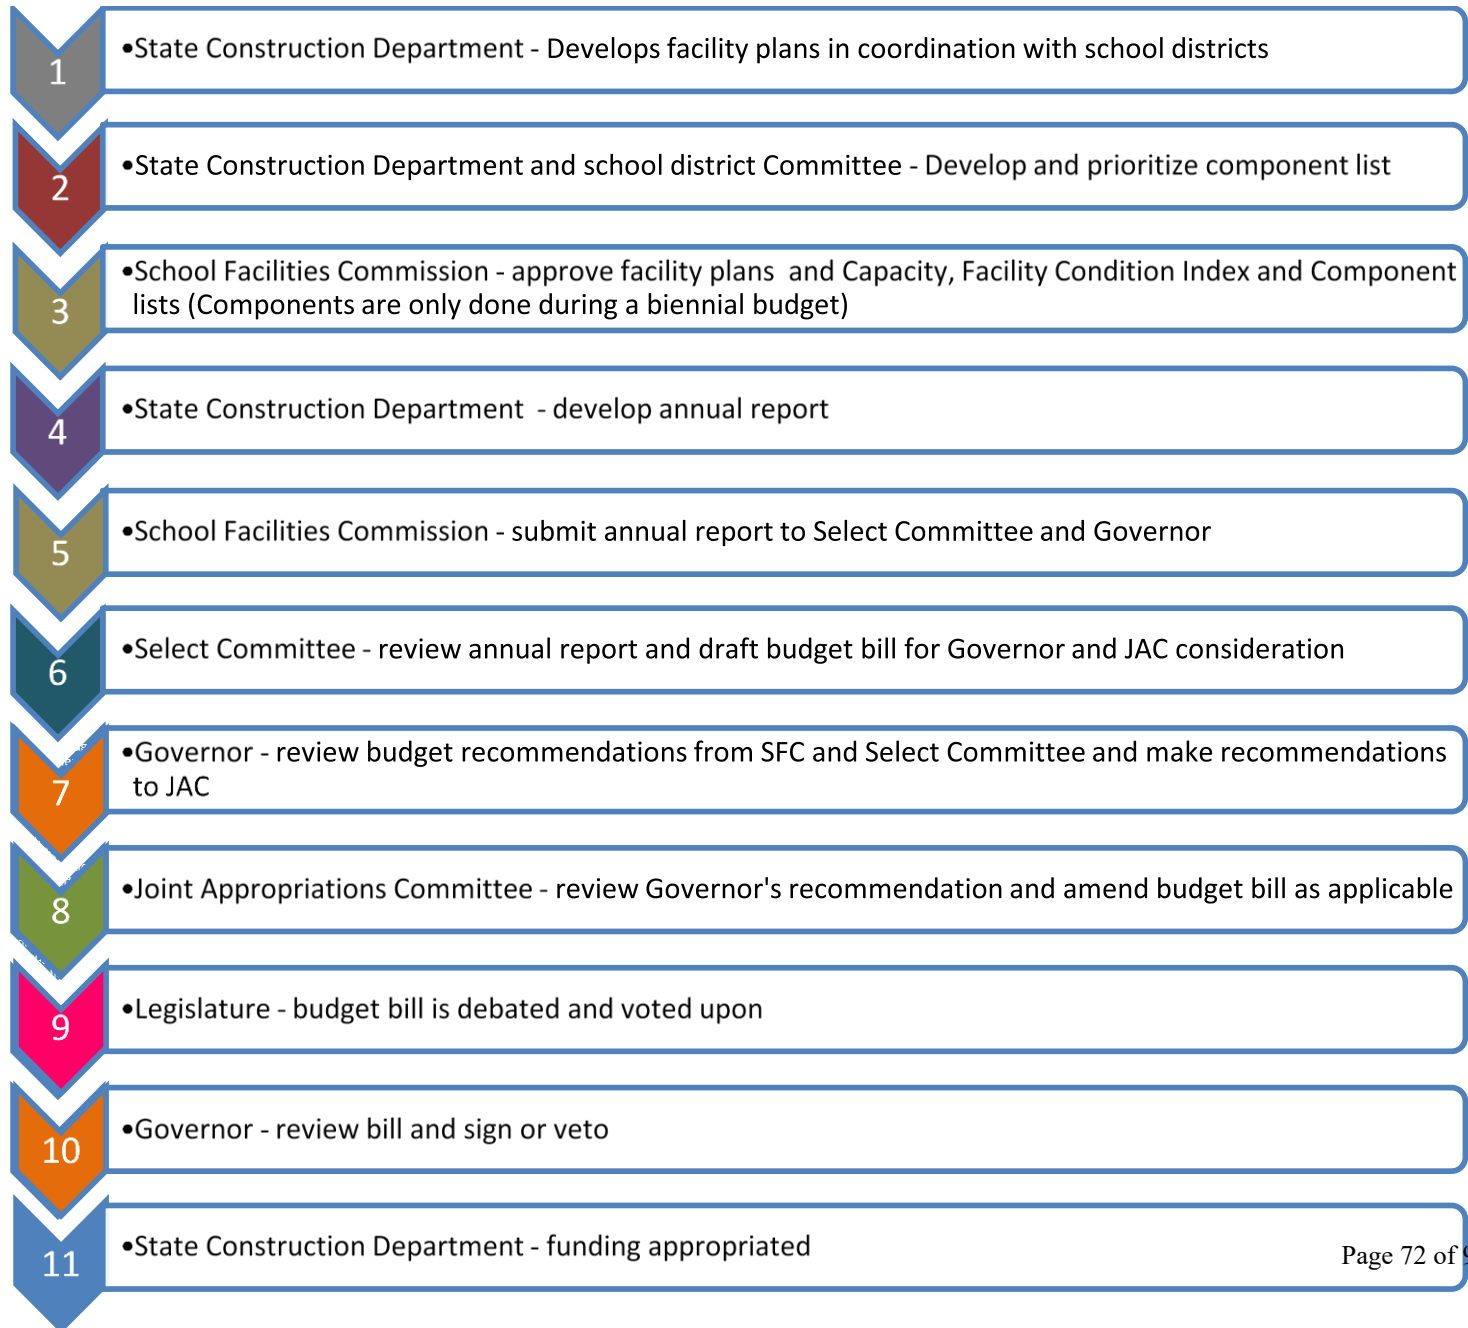 1
•State Construction Department - Develops facility plans in coordination with school districts
2
•State Construction Department and school district Committee - Develop and prioritize component list
3
•School Facilities Commission - approve facility plans  and Capacity, Facility Condition Index and Component
lists (Components are only done during a biennial budget)
4
•State Construction Department  - develop annual report
5
•School Facilities Commission - submit annual report to Select Committee and Governor
6
•Select Committee - review annual report and draft budget bill for Governor and JAC consideration
7
•Governor - review budget recommendations from SFC and Select Committee and make recommendations
to JAC
8
•Joint Appropriations Committee - review Governor's recommendation and amend budget bill as applicable
9
•Legislature - budget bill is debated and voted upon
10
•Governor - review bill and sign or veto
11
•State Construction Department - funding appropriated
Page 72 of